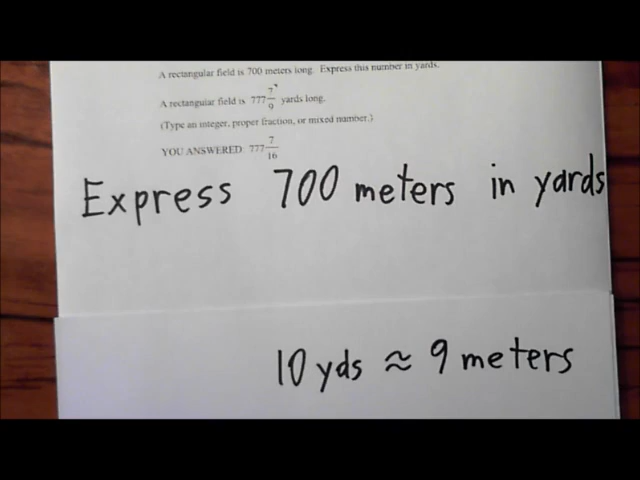 A rectangular field is 700 meters long. Express this number in yards.
A rectangular field is 777 7/9 yards long.
(Type an integer, proper fraction, or mixed number.)
YOU ANSWERED 777 7/16
Express 700 meters in yards
10 yds ≈ 9 meters